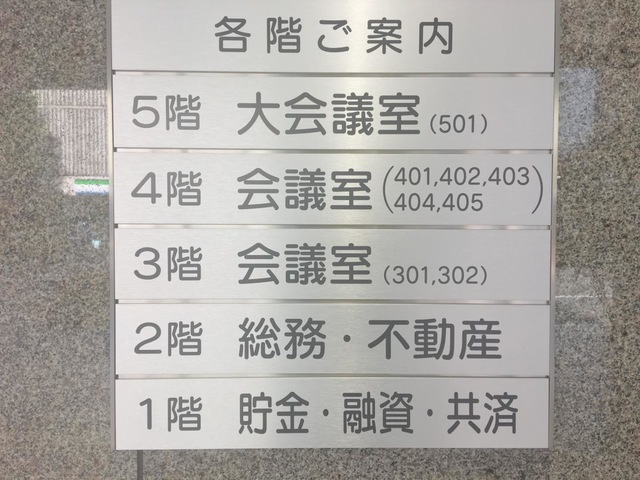 各階ご案内
5階 大会議室(501)
4階 会議室(401,402,403
404,405)
3階 会議室(301,302)
2階 総務・不動産
1階 貯金・融資・共済